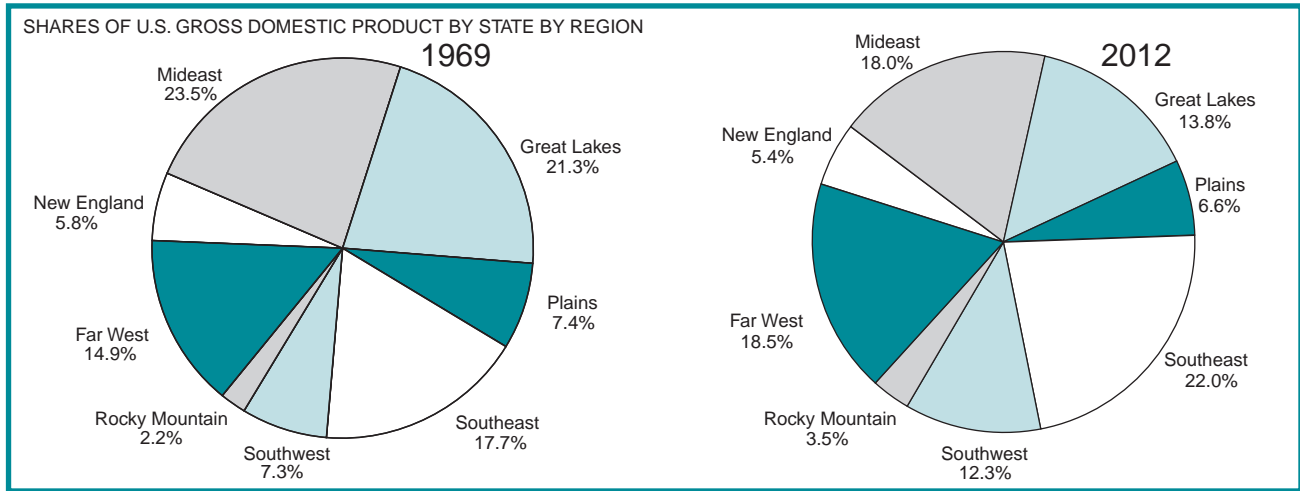 SHARES OF U.S. GROSS DOMESTIC PRODUCT BY STATE BY REGION
1969
Mideast
23.5%
Great Lakes
21.3%
New England
5.8%
Plains
7.4%
Far West
14.9%
Rocky Mountain
2.2%
Southwest
7.3%
Southeast
17.7%
2012
Mideast
18.0%
Great Lakes
13.8%
New England
5.4%
Plains
6.6%
Far West
18.5%
Southeast
22.0%
Rocky Mountain
3.5%
Southwest
12.3%